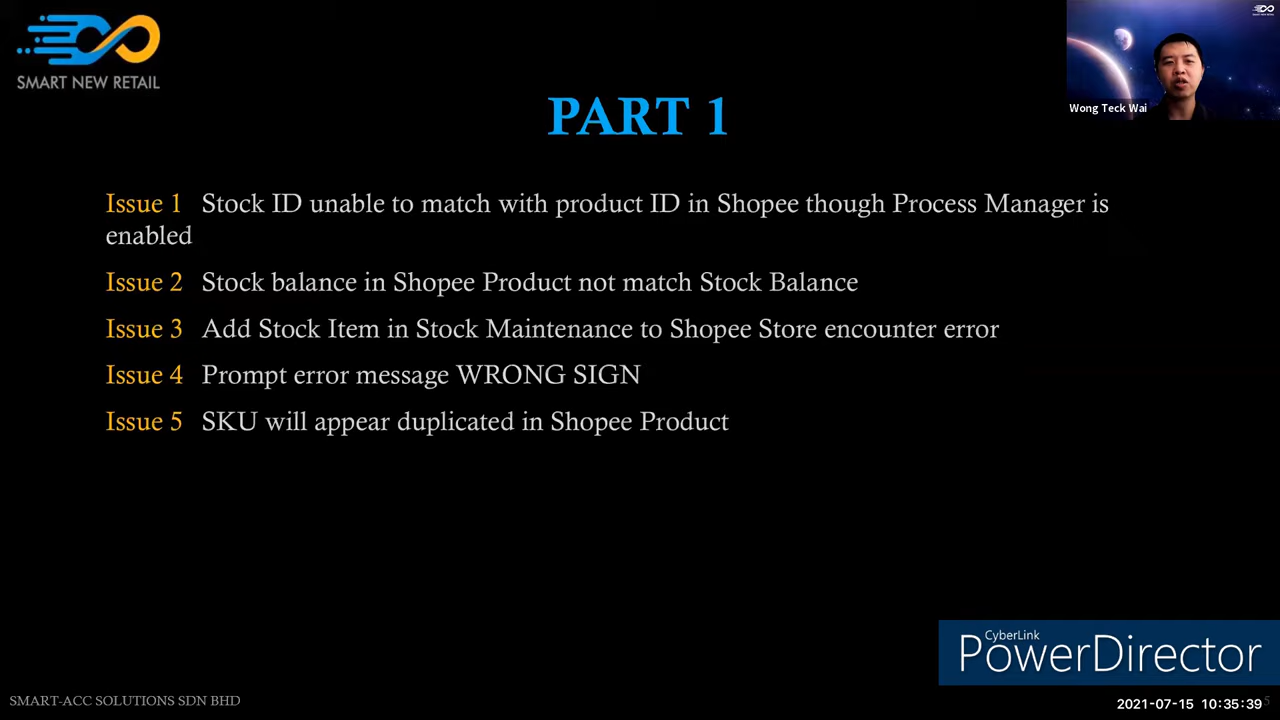 SMART NEW RETAIL
Wong Teck Wai
PART 1
Issue 1 Stock ID unable to match with product ID in Shopee though Process Manager is
enabled
Issue 2 Stock balance in Shopee Product not match Stock Balance
Issue 3 Add Stock Item in Stock Maintenance to Shopee Store encounter error
Issue 4 Prompt error message WRONG SIGN
Issue 5 SKU will appear duplicated in Shopee Product
CyberLink
PowerDirector
SMART-ACC SOLUTIONS SDN BHD
2021-07-15 10:35:39
5